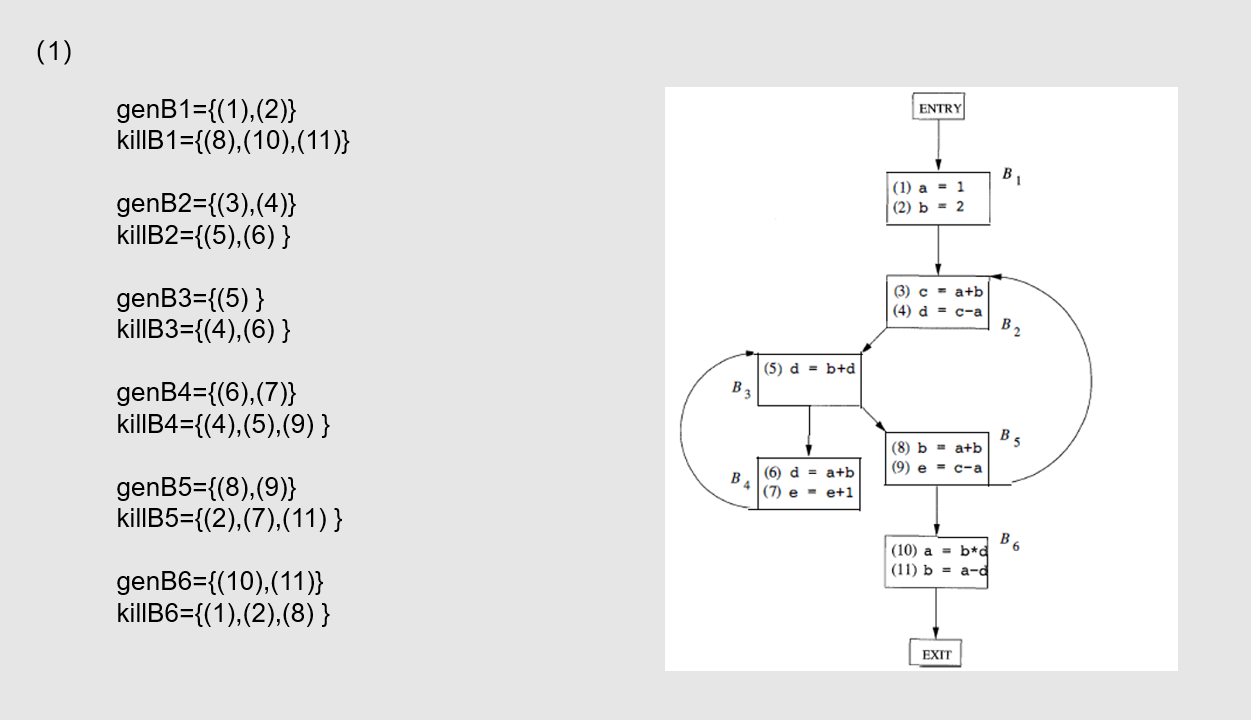 (1)
genB1={(1),(2)}
killB1={(8),(10),(11)}
genB2={(3),(4)}
killB2={(5),(6) }
genB3={(5) }
killB3={(4),(6) }
genB4={(6),(7)}
killB4={(4),(5),(9) }
genB5={(8),(9)}
killB5={(2),(7),(11) }
genB6={(10),(11)}
killB6={(1),(2),(8) }
ENTRY
B1
(1) a = 1
(2) b = 2
(3) c = a+b
(4) d = c-a
B2
(5) d = b+d
B3
B5
(8) b = a+b
(9) e = c-a
B4
(6) d = a+b
(7) e = e+1
B6
(10) a = b*d
(11) b = a-d
EXIT